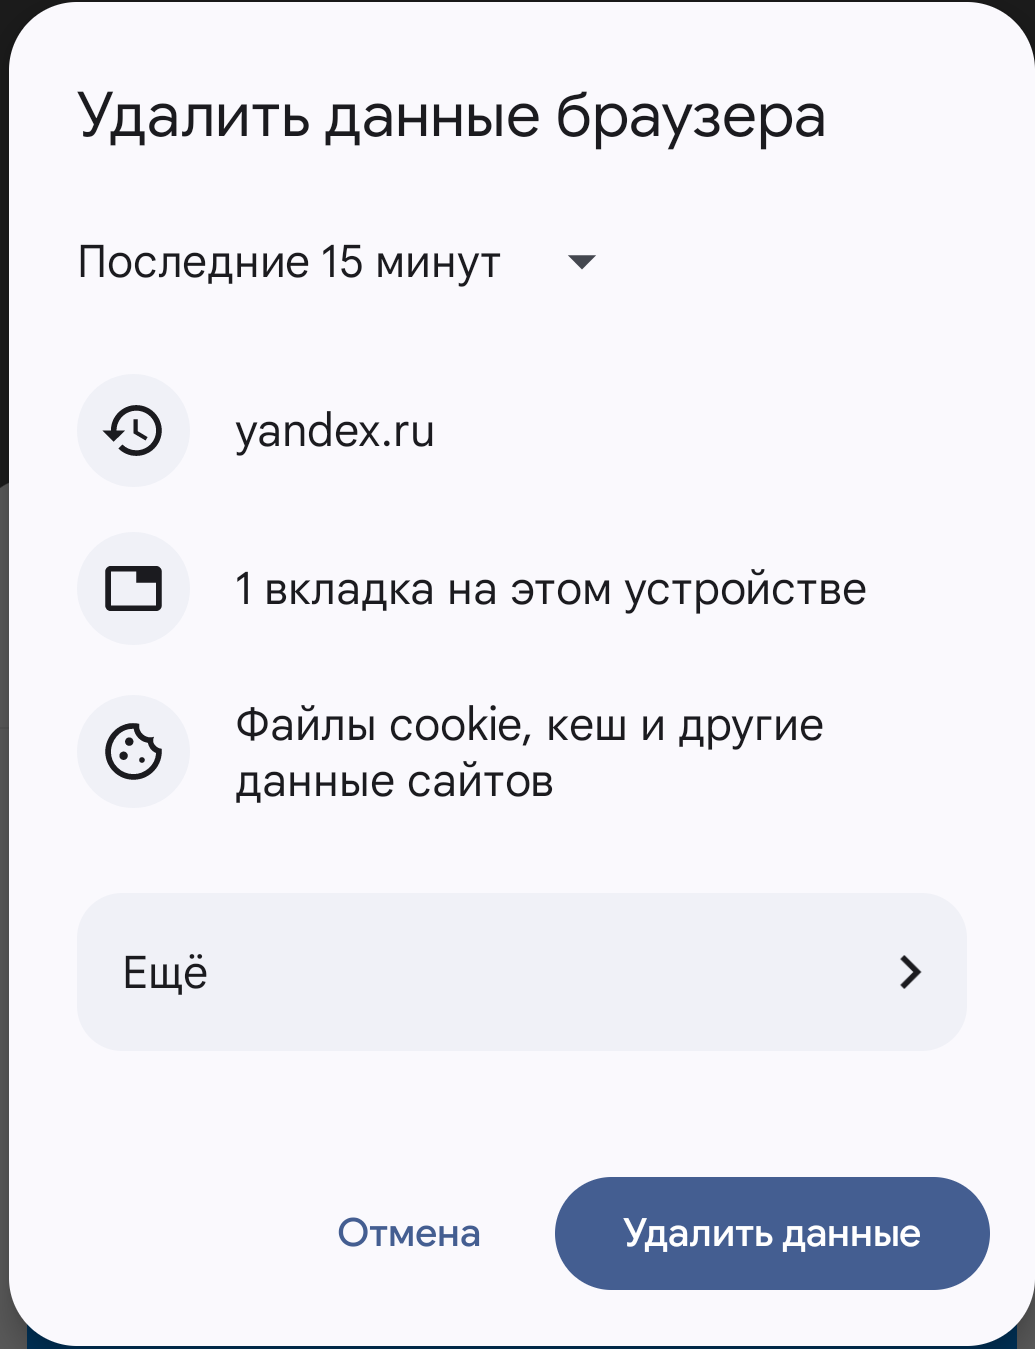 Удалить данные браузера
Последние 15 минут
yandex.ru
1 вкладка на этом устройстве
Файлы cookie, кеш и другие
данные сайтов
Ещё
Отмена
Удалить данные